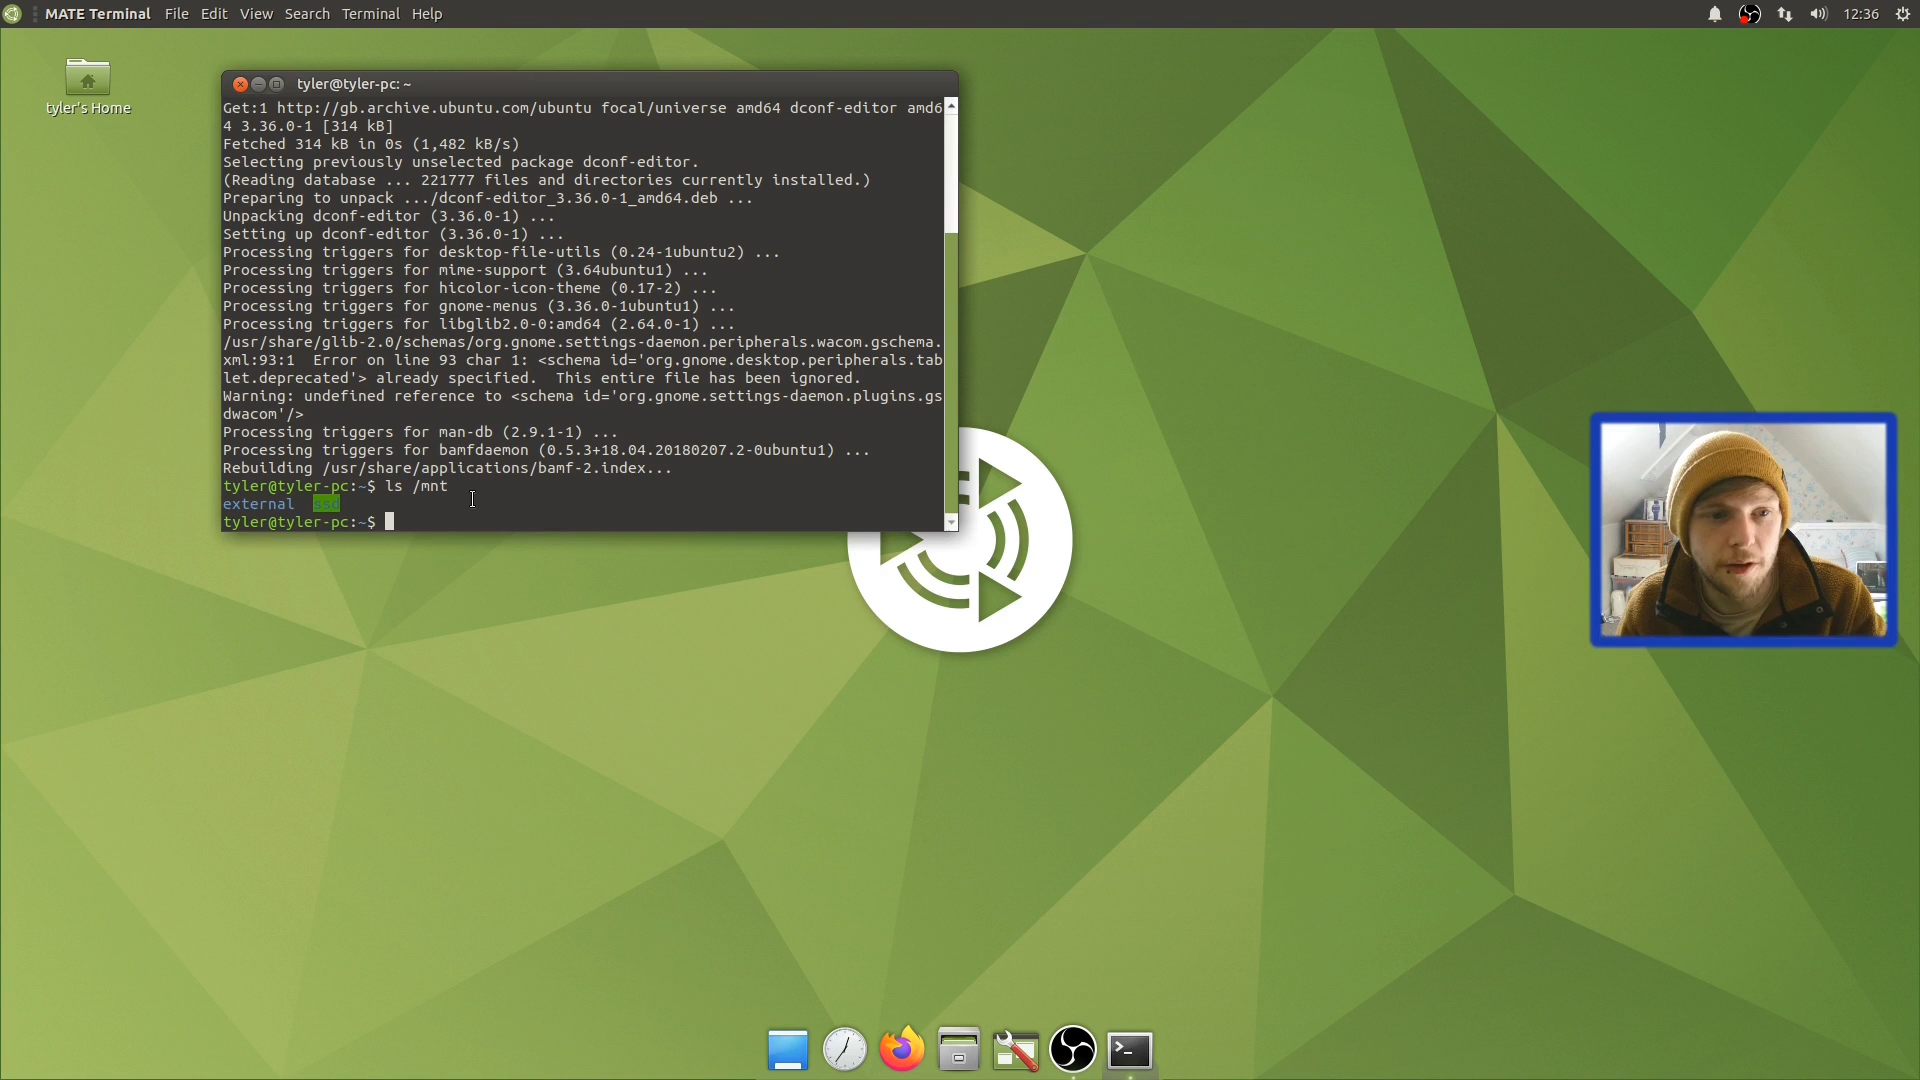 MATE Terminal File Edit View Search Terminal Help 12:36
tyler's Home
tyler@tyler-pc: ~
Get:1 http://gb.archive.ubuntu.com/ubuntu focal/universe amd64 dconf-editor amd6
4 3.36.0-1 [314 kB]
Fetched 314 kB in 0s (1,482 kB/s)
Selecting previously unselected package dconf-editor.
(Reading database ... 221777 files and directories currently installed.)
Preparing to unpack .../dconf-editor_3.36.0-1_amd64.deb ...
Unpacking dconf-editor (3.36.0-1) ...
Setting up dconf-editor (3.36.0-1) ...
Processing triggers for desktop-file-utils (0.24-1ubuntu2) ...
Processing triggers for mime-support (3.64ubuntu1) ...
Processing triggers for hicolor-icon-theme (0.17-2) ...
Processing triggers for gnome-menus (3.36.0-1ubuntu1) ...
Processing triggers for libglib2.0-0:amd64 (2.64.0-1) ...
/usr/share/glib-2.0/schemas/org.gnome.settings-daemon.peripherals.wacom.gschema.
xml:93:1  Error on line 93 char 1: <schema id='org.gnome.desktop.peripherals.tab
let.deprecated'> already specified.  This entire file has been ignored.
Warning: undefined reference to <schema id='org.gnome.settings-daemon.plugins.gs
dwacom'/>
Processing triggers for man-db (2.9.1-1) ...
Processing triggers for bamfdaemon (0.5.3+18.04.20180207.2-0ubuntu1) ...
Rebuilding /usr/share/applications/bamf-2.index...
tyler@tyler-pc:~$ ls /mnt
external  ssd
tyler@tyler-pc:~$